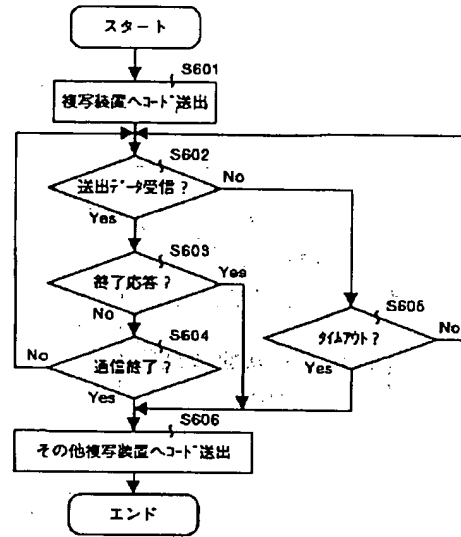 スタート
S601
複写装置へコード送出
S602
送出データ受信?
No
Yes
S603
終了応答?
Yes
No
S604
S605
タイムアウト?
No
Yes
No
通信終了?
Yes
S606
その他複写装置へコード送出
エンド